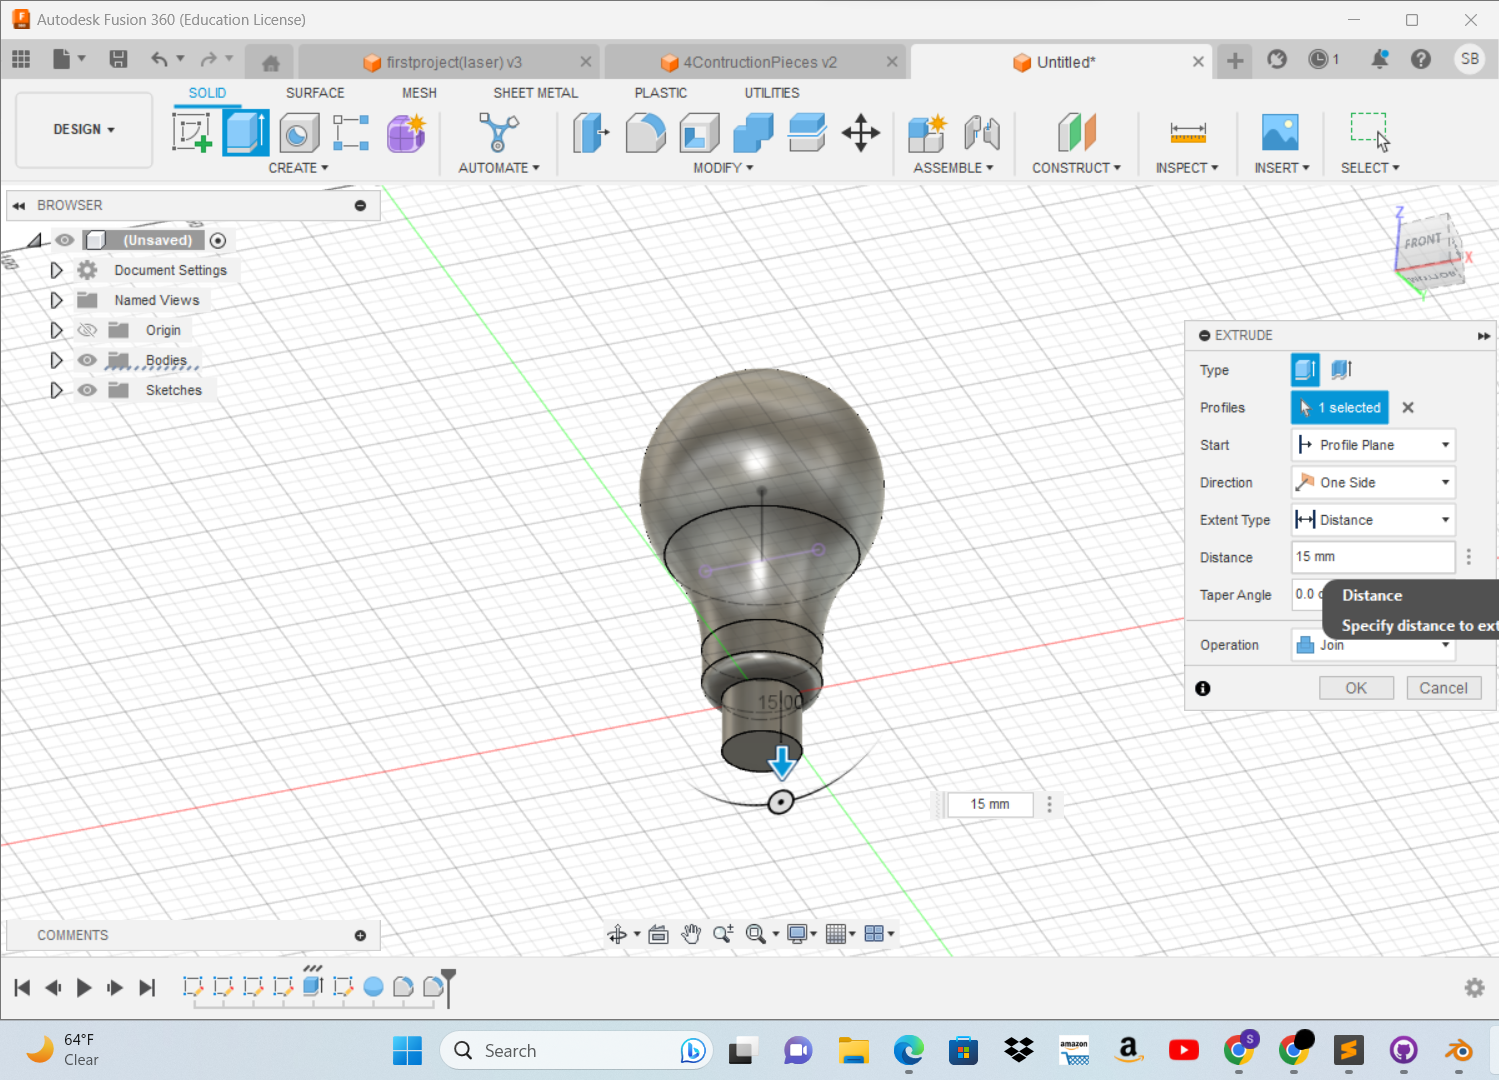 Autodesk Fusion 360 (Education License)
firstproject(laser) v3
4ContructionPieces v2
Untitled*
1
SB
DESIGN
SOLID
SURFACE
MESH
SHEET METAL
PLASTIC
UTILITIES
CREATE
AUTOMATE
MODIFY
ASSEMBLE
CONSTRUCT
INSPECT
INSERT
SELECT
BROWSER
(Unsaved)
Document Settings
Named Views
Origin
Bodies
Sketches
Z
FRONT
X
BOTTOM
Y
EXTRUDE
Type
Profiles
1 selected
Start
Profile Plane
Direction
One Side
Extent Type
Distance
Distance
15 mm
Taper Angle
0.0
Distance
Specify distance to ext
Operation
Join
OK
Cancel
15.00
15 mm
COMMENTS
64°F
Clear
Search
amazon
a
S